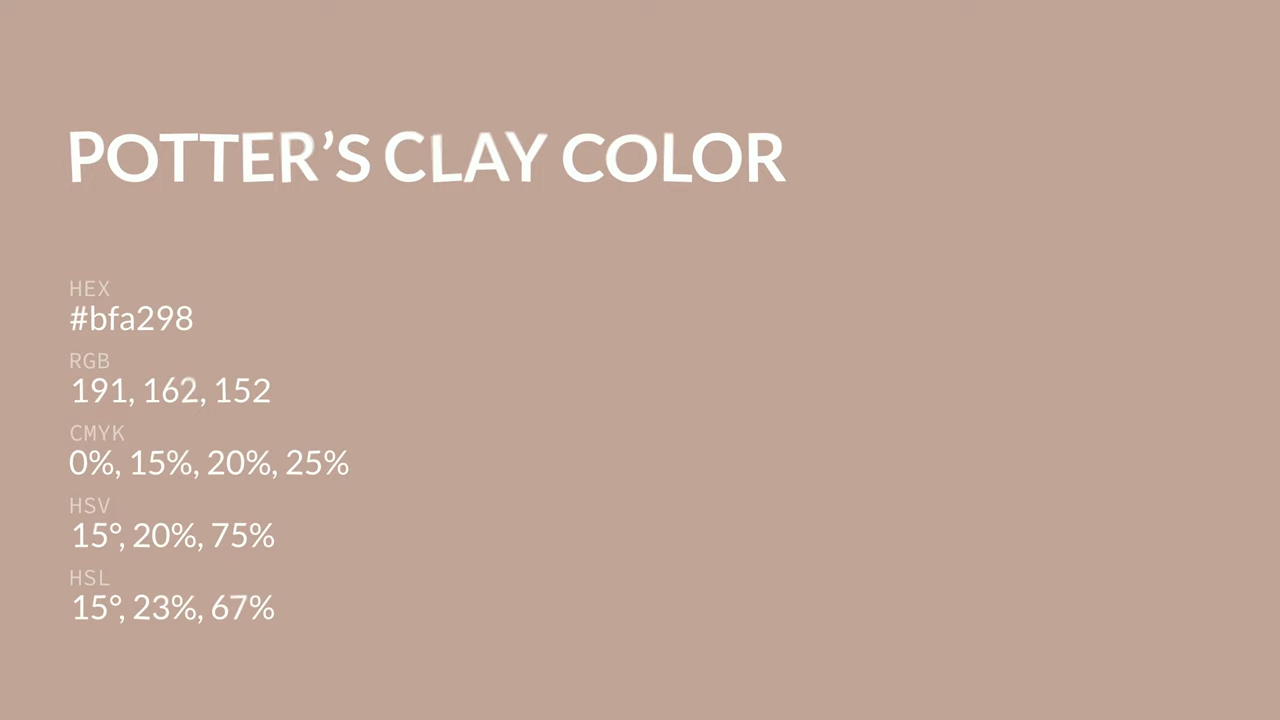 POTTER’S CLAY COLOR
HEX
#bfa298
RGB
191, 162, 152
CMYK
0%, 15%, 20%, 25%
HSV
15°, 20%, 75%
HSL
15°, 23%, 67%